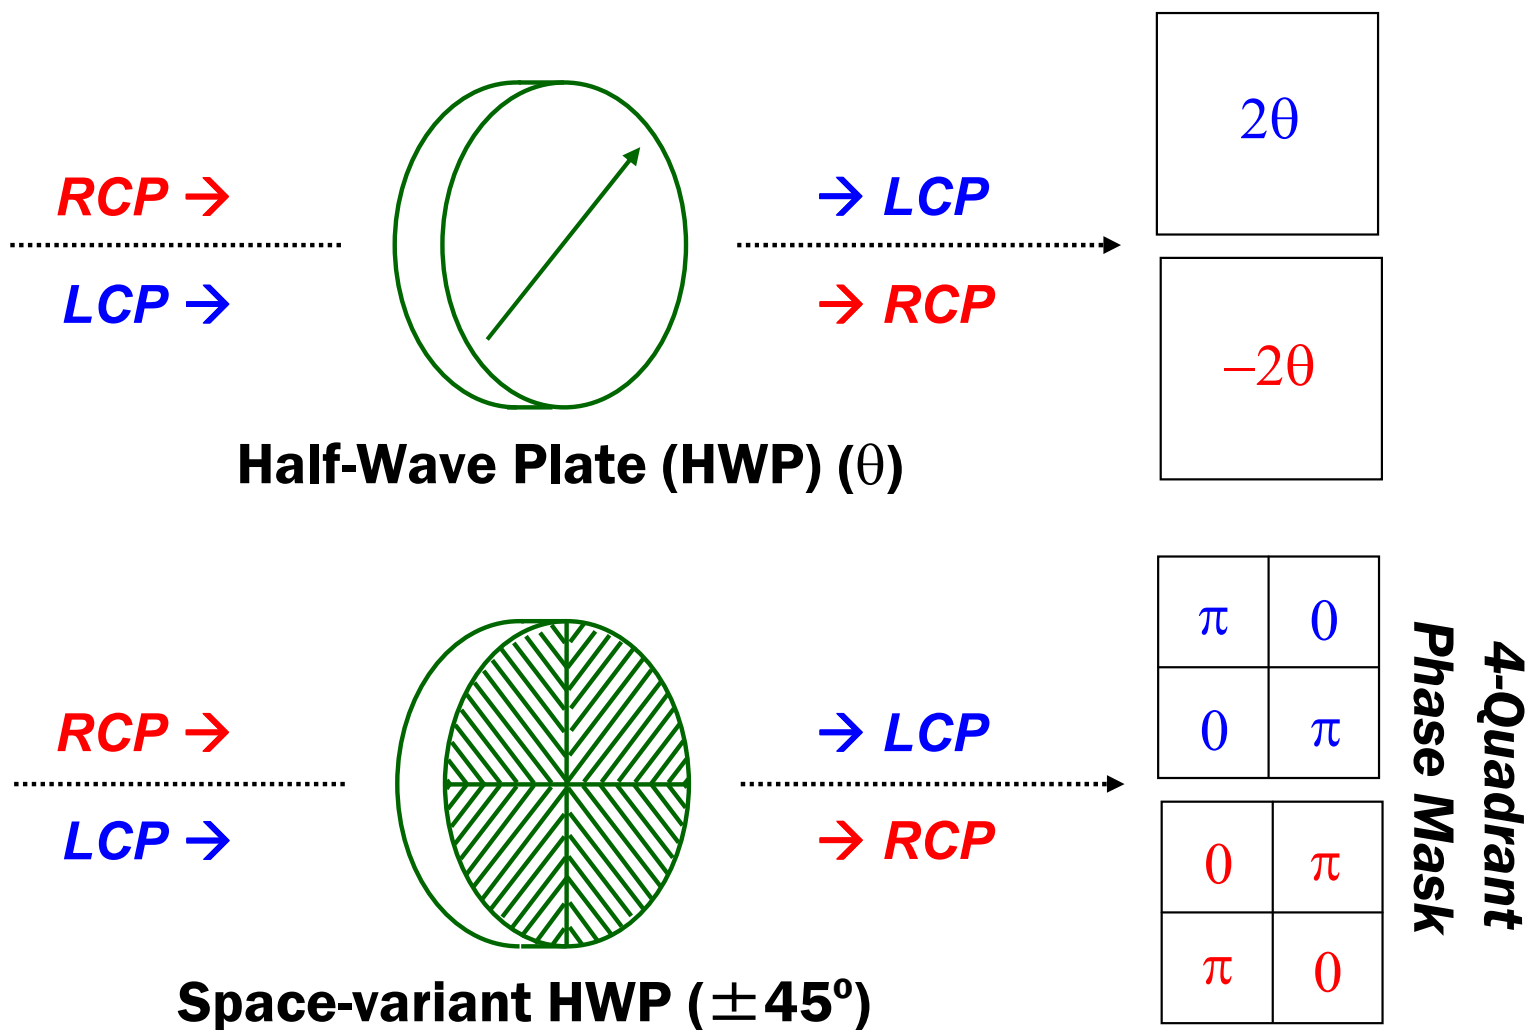 RCP → → LCP 2θ
LCP → → RCP −2θ
Half-Wave Plate (HWP) (θ)
RCP → → LCP π 0
0 π
LCP → → RCP 0 π
π 0
4-Quadrant
Phase Mask
Space-variant HWP (±45º)